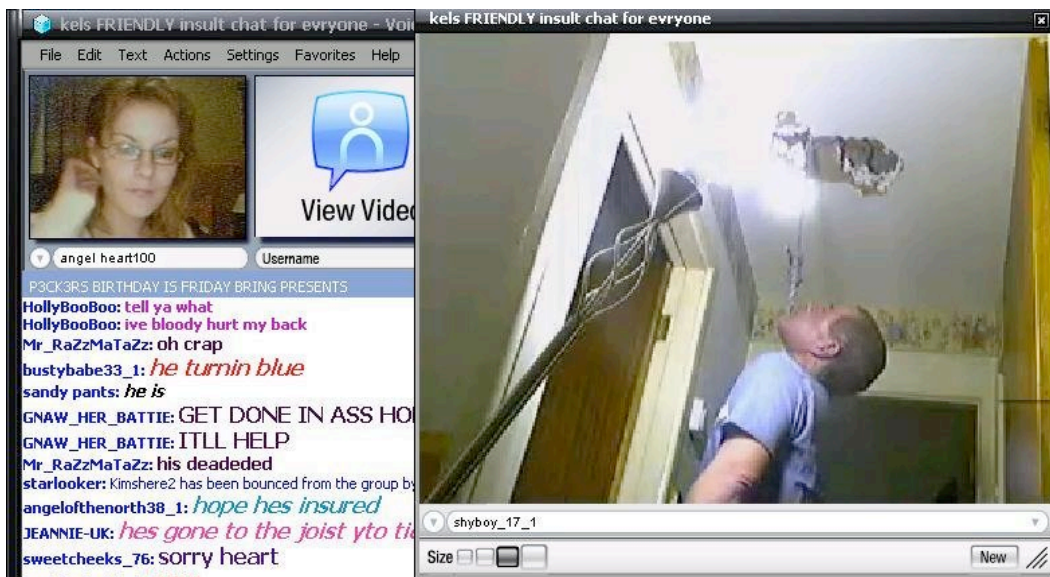 kels FRIENDLY insult chat for evryone - Voic
File Edit Text Actions Settings Favorites Help
View Video
angel heart100
Username
P3CK3RS BIRTHDAY IS FRIDAY BRING PRESENTS
HollyBooBoo: tell ya what
HollyBooBoo: ive bloody hurt my back
Mr_RaZzMaTaZz: oh crap
bustybabe33_1: he turnin blue
sandy pants: he is
GNAW_HER_BATTIE: GET DONE IN ASS HO
GNAW_HER_BATTIE: ITLL HELP
Mr_RaZzMaTaZz: his deadeded
starlooker: Kimshere2 has been bounced from the group by
angelofthenorth38_1: hope hes insured
JEANNIE-UK: hes gone to the joist yto
sweetcheeks_76: sorry heart
kels FRIENDLY insult chat for evryone
shyboy_17_1
Size
New